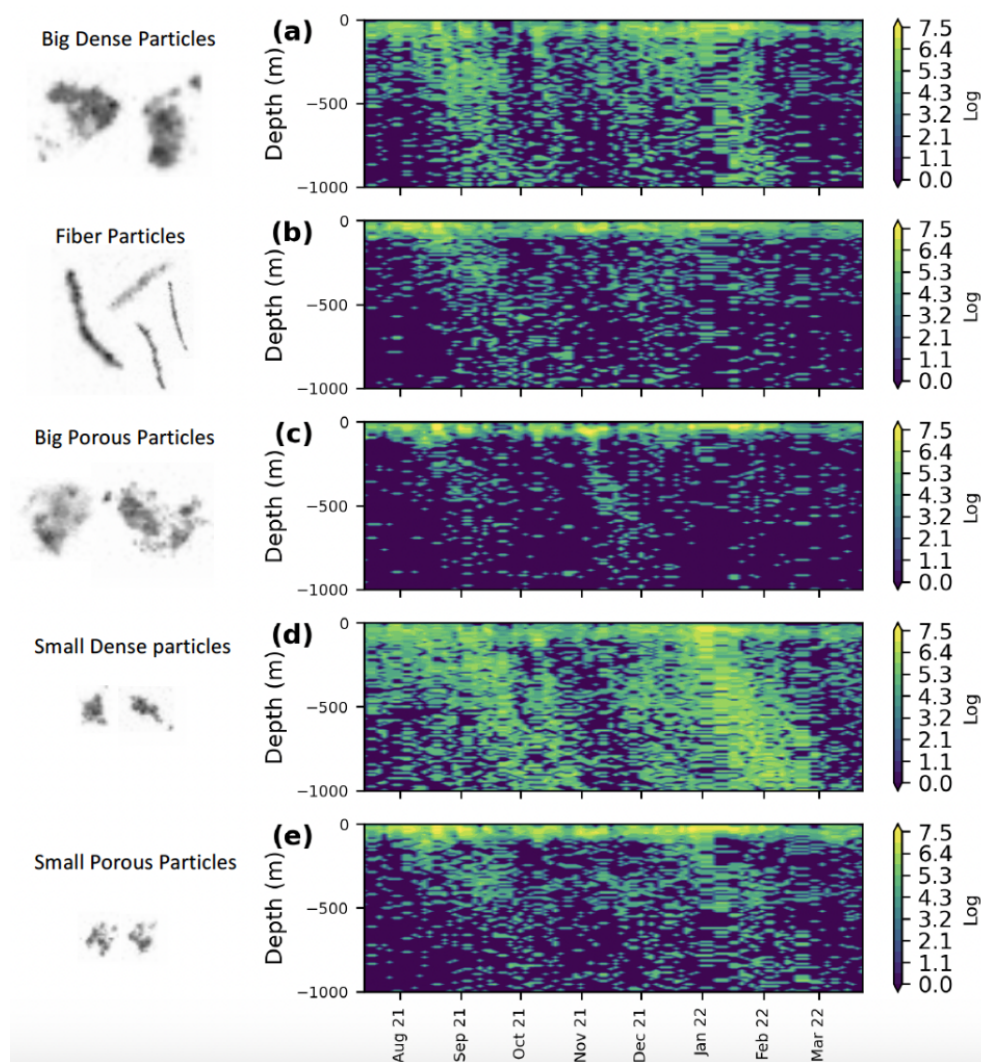 Big Dense Particles
(a)
Depth (m)
0
−500
−1000
7.5
6.4
5.3
4.3
3.2
2.1
1.1
0.0
Log
Fiber Particles
(b)
Depth (m)
0
−500
−1000
7.5
6.4
5.3
4.3
3.2
2.1
1.1
0.0
Log
Big Porous Particles
(c)
Depth (m)
0
−500
−1000
7.5
6.4
5.3
4.3
3.2
2.1
1.1
0.0
Log
Small Dense particles
(d)
Depth (m)
0
−500
−1000
7.5
6.4
5.3
4.3
3.2
2.1
1.1
0.0
Log
Small Porous Particles
(e)
Depth (m)
0
−500
−1000
7.5
6.4
5.3
4.3
3.2
2.1
1.1
0.0
Log
Aug 21
Sep 21
Oct 21
Nov 21
Dec 21
Jan 22
Feb 22
Mar 22